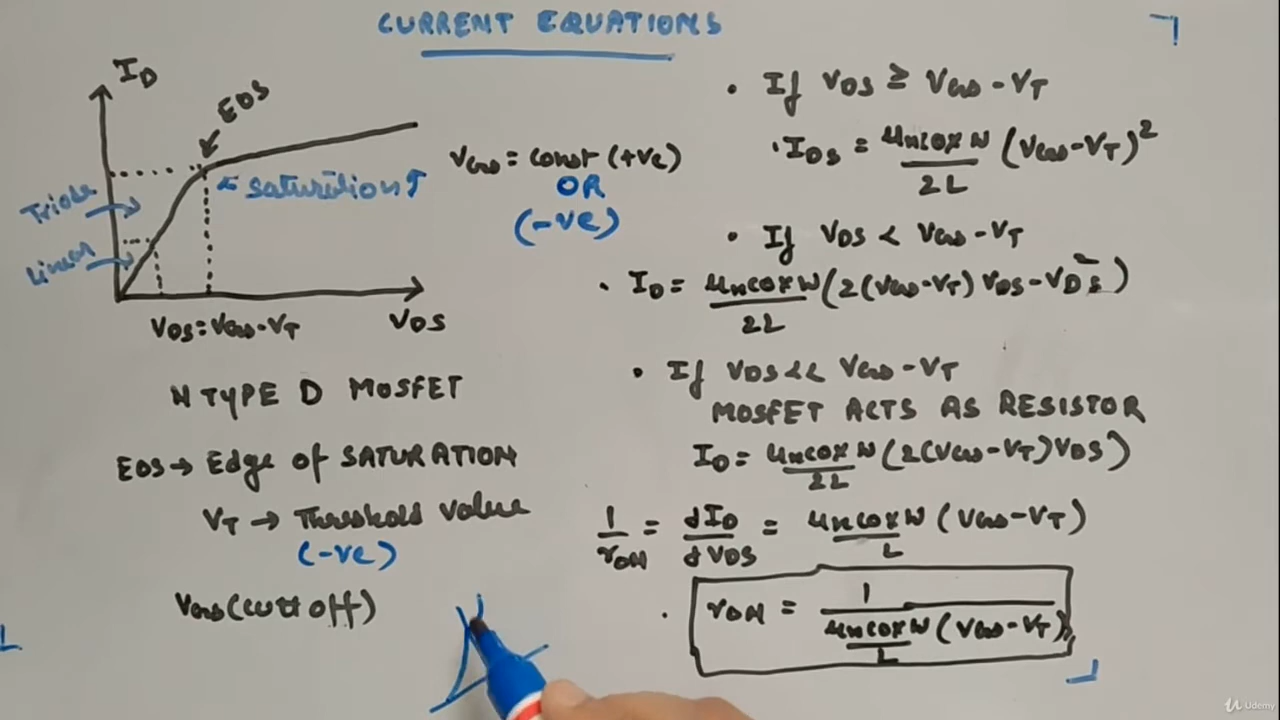 CURRENT EQUATIONS
ID
EOS
← saturation↑
Triode
Linear
VDS = VGS - VT
VDS
VGS = const (+ve)
OR
(-ve)
N TYPE D MOSFET
EOS → Edge of SATURATION
VT → Threshold value
(-ve)
VGS (cutt off)
• If VDS ≥ VGS - VT
• IDS = μncoxW/2L (VGS - VT)²
• If VDS < VGS - VT
• ID = μncoxW/2L (2(VGS - VT) VDS - VDS²)
• If VDS << VGS - VT
MOSFET ACTS AS RESISTOR
ID = μncoxW/2L (2(VGS - VT)VDS)
1/rON = dID/dVDS = μncoxW/L (VGS - VT)
• rON = 1/μncoxW/L (VGS - VT)
Udemy